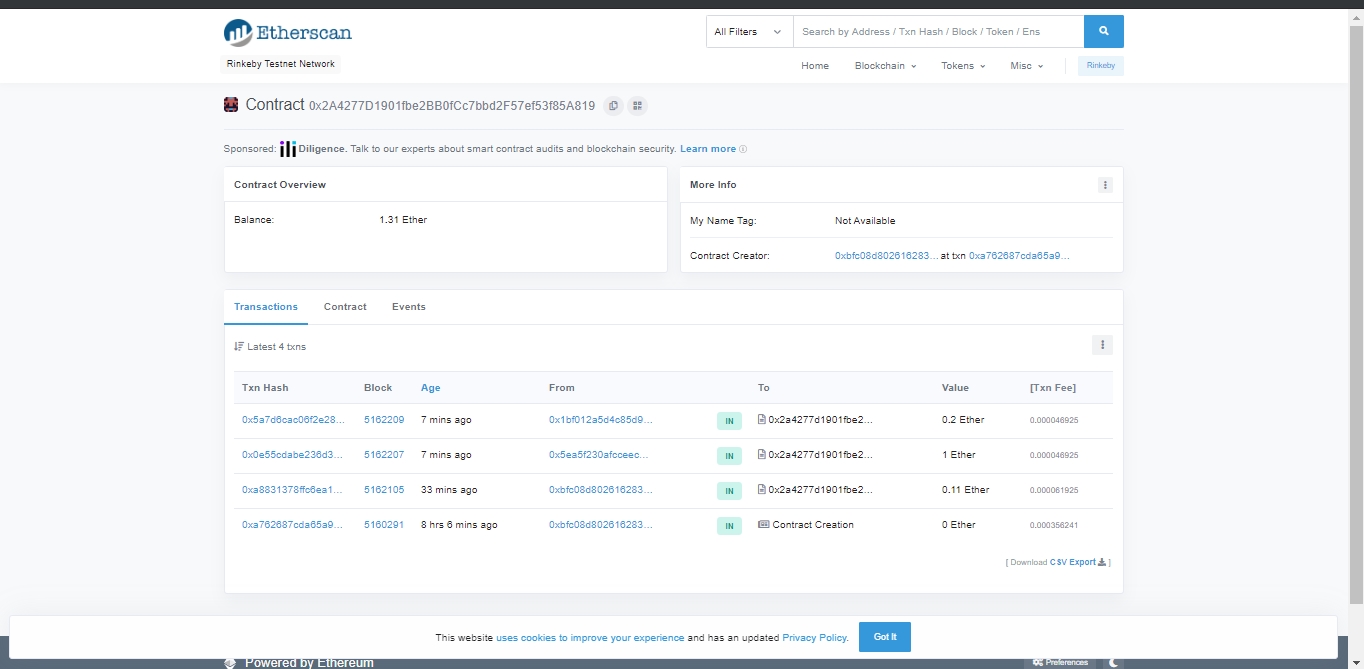 Etherscan
All Filters Search by Address / Txn Hash / Block / Token / Ens
Rinkeby Testnet Network
Home Blockchain Tokens Misc Rinkeby
Contract 0x2A4277D1901fbe2BB0fCc7bbd2F57ef53f85A819
Sponsored: Diligence. Talk to our experts about smart contract audits and blockchain security. Learn more
Contract Overview
Balance: 1.31 Ether
More Info
My Name Tag: Not Available
Contract Creator: 0xbfc08d802616283... at txn 0xa762687cda65a9...
Transactions Contract Events
Latest 4 txns
Txn Hash Block Age From To Value [Txn Fee]
0x5a7d6cac06f2e28... 5162209 7 mins ago 0x1bf012a5d4c85d9... IN 0x2a4277d1901fbe2... 0.2 Ether 0.000046925
0x0e55cdabe236d3... 5162207 7 mins ago 0x5ea5f230afcceec... IN 0x2a4277d1901fbe2... 1 Ether 0.000046925
0xa8831378ffc6ea1... 5162105 33 mins ago 0xbfc08d802616283... IN 0x2a4277d1901fbe2... 0.11 Ether 0.000061925
0xa762687cda65a9... 5160291 8 hrs 6 mins ago 0xbfc08d802616283... IN Contract Creation 0 Ether 0.000356241
[ Download CSV Export ]
This website uses cookies to improve your experience and has an updated Privacy Policy. Got It
Powered by Ethereum Preferences